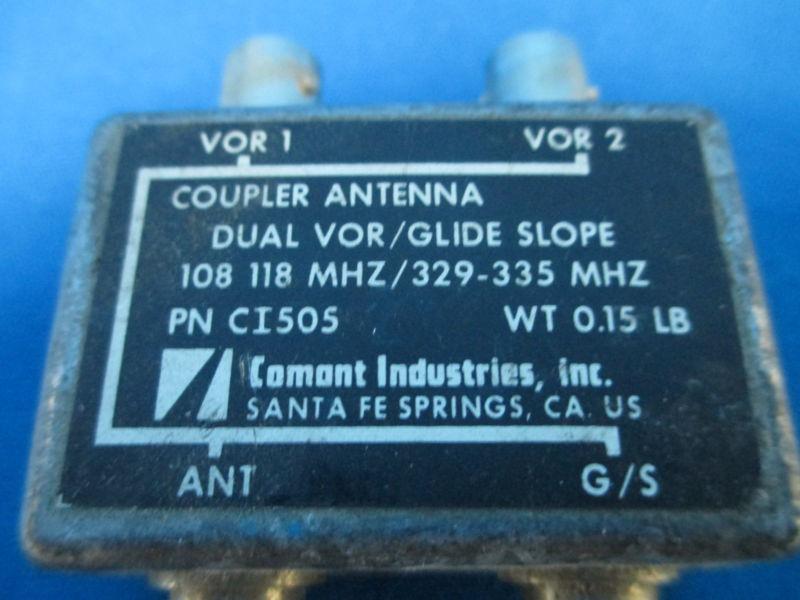 VOR 1 VOR 2
COUPLER ANTENNA
DUAL VOR/GLIDE SLOPE
108 118 MHZ/329-335 MHZ
PN CI505 WT 0.15 LB
Comant Industries, inc.
SANTA FE SPRINGS, CA. US
ANT G/S